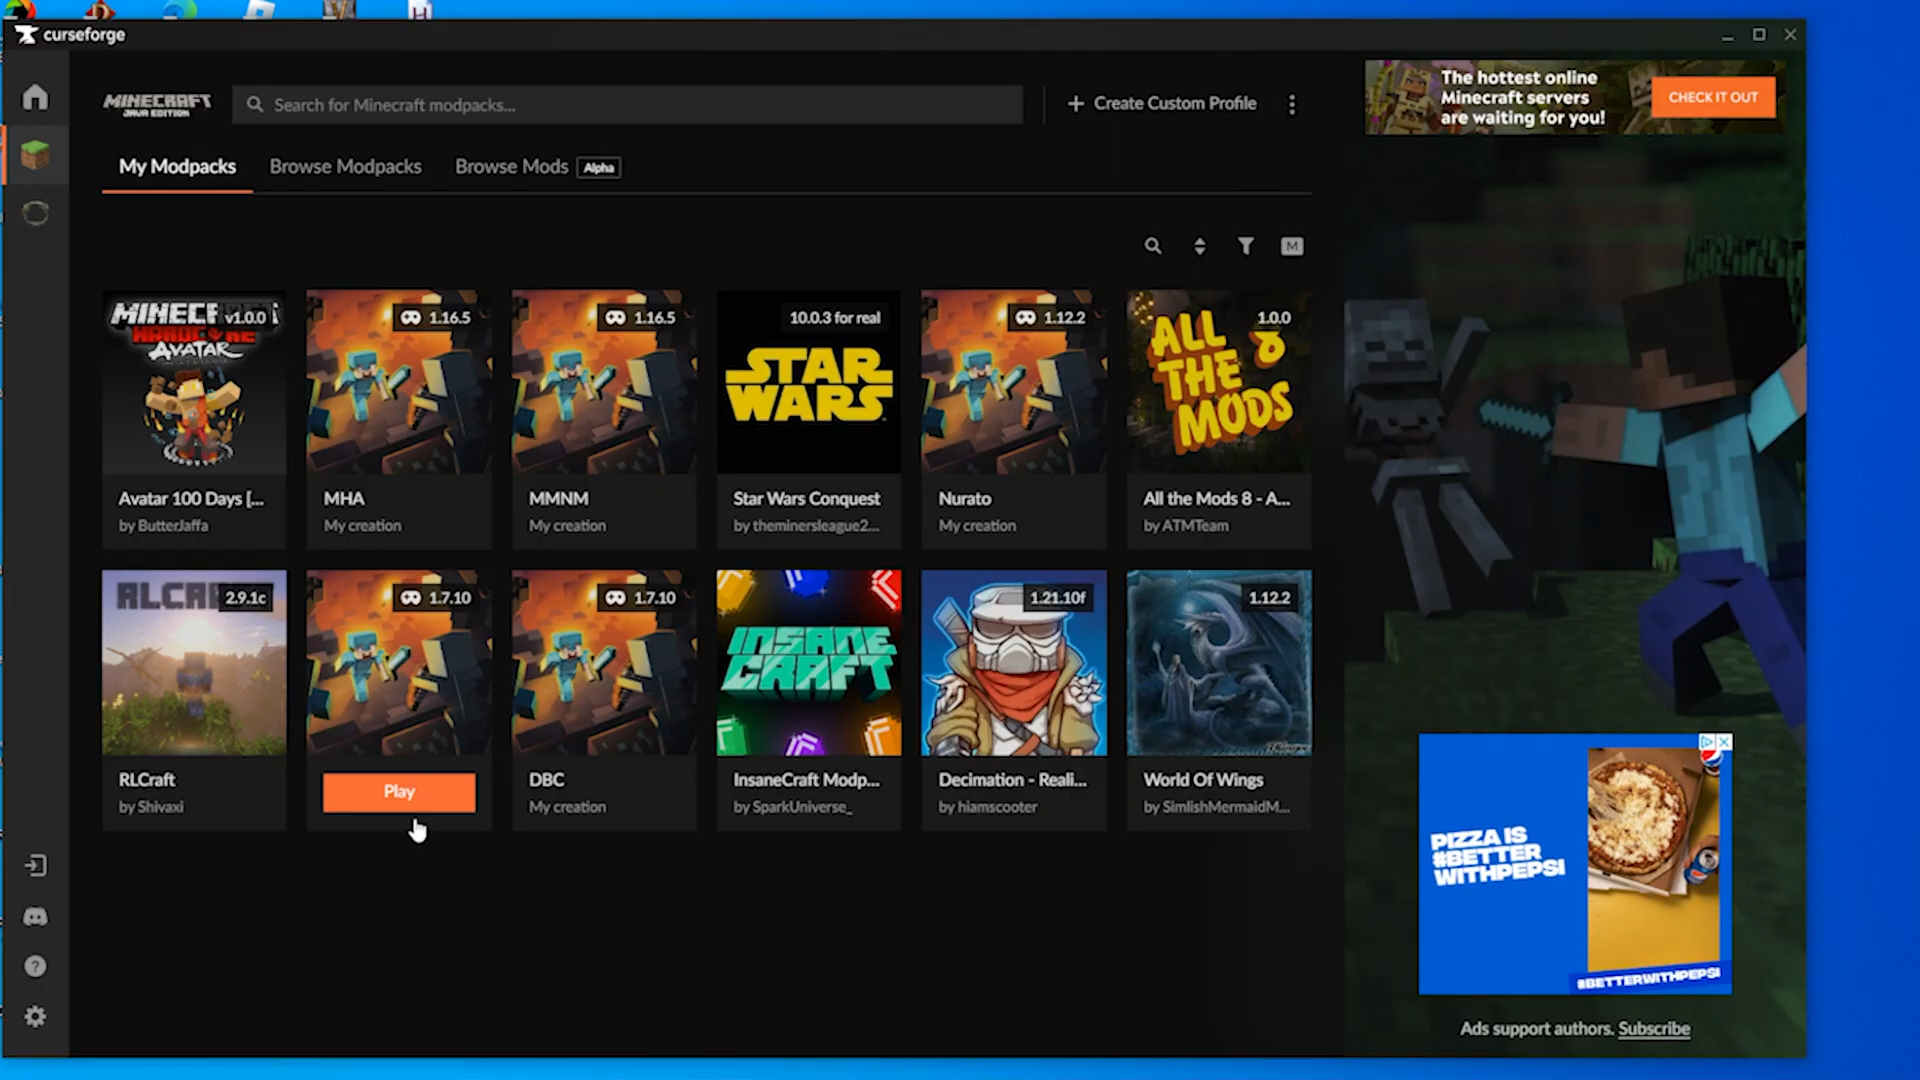 curseforge
MINECRAFT
JAVA EDITION
Search for Minecraft modpacks...
+ Create Custom Profile
The hottest online
Minecraft servers
are waiting for you!
CHECK IT OUT
My Modpacks
Browse Modpacks
Browse Mods
Alpha
M
v1.0.0
AVATAR
Avatar 100 Days [...
by ButterJaffa
1.16.5
MHA
My creation
1.16.5
MMNM
My creation
10.0.3 for real
STAR
WARS
Star Wars Conquest
by theminersleague2...
1.12.2
Nurato
My creation
1.0.0
ALL
THE 8
MODS
All the Mods 8 - A...
by ATMTeam
2.9.1c
RLCraft
by Shivaxi
1.7.10
Play
1.7.10
DBC
My creation
INSANE
CRAFT
InsaneCraft Modp...
by SparkUniverse_
1.21.10f
Decimation - Reali...
by hiamscooter
1.12.2
World Of Wings
by SimlishMermaidM...
PIZZA IS
#BETTER
WITHPEPSI
#BETTERWITHPEPSI
Ads support authors. Subscribe